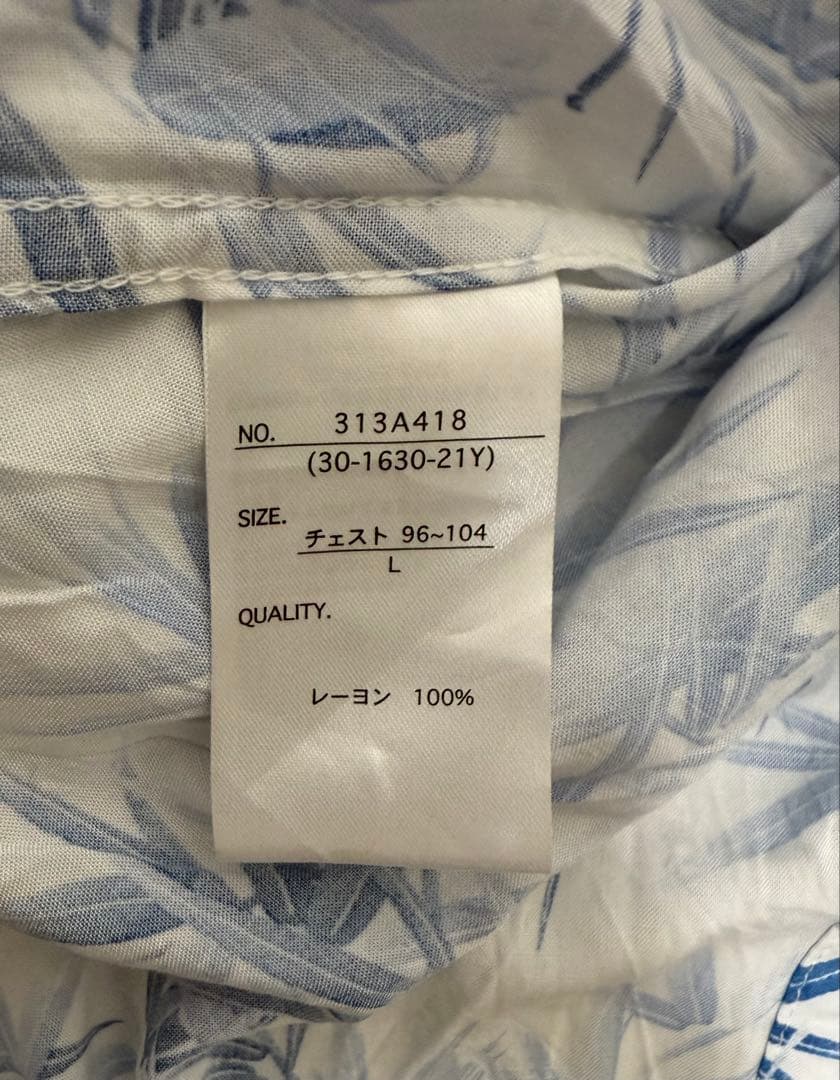 NO. 313A418
(30-1630-21Y)
SIZE.
チェスト 96~104
L
QUALITY.
レーヨン 100%